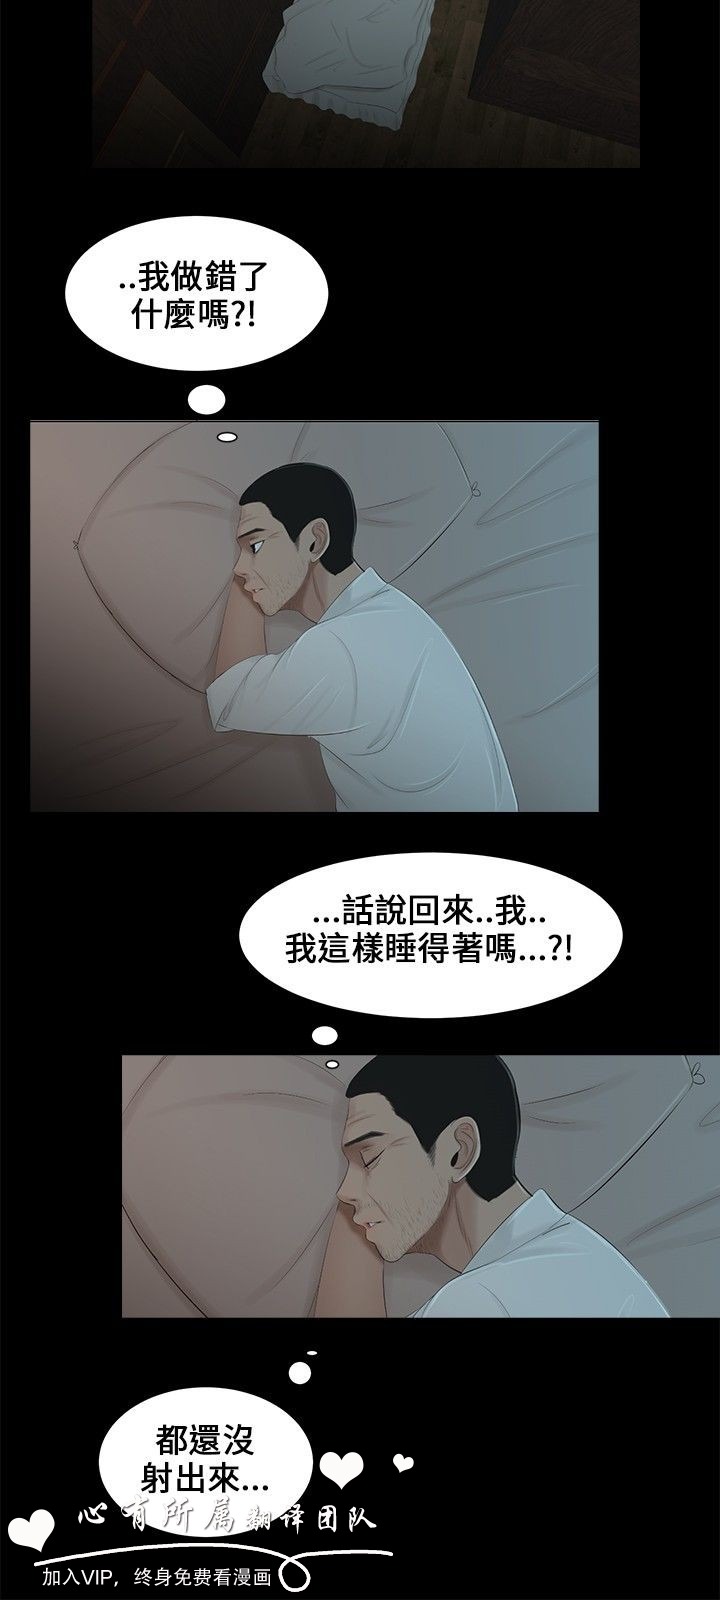 ..我做錯了
什麼嗎?!
...話說回來..我..
我這樣睡得著嗎...?!
都還沒
射出來...
心有所属翻译团队
加入VIP，终身免费看漫画